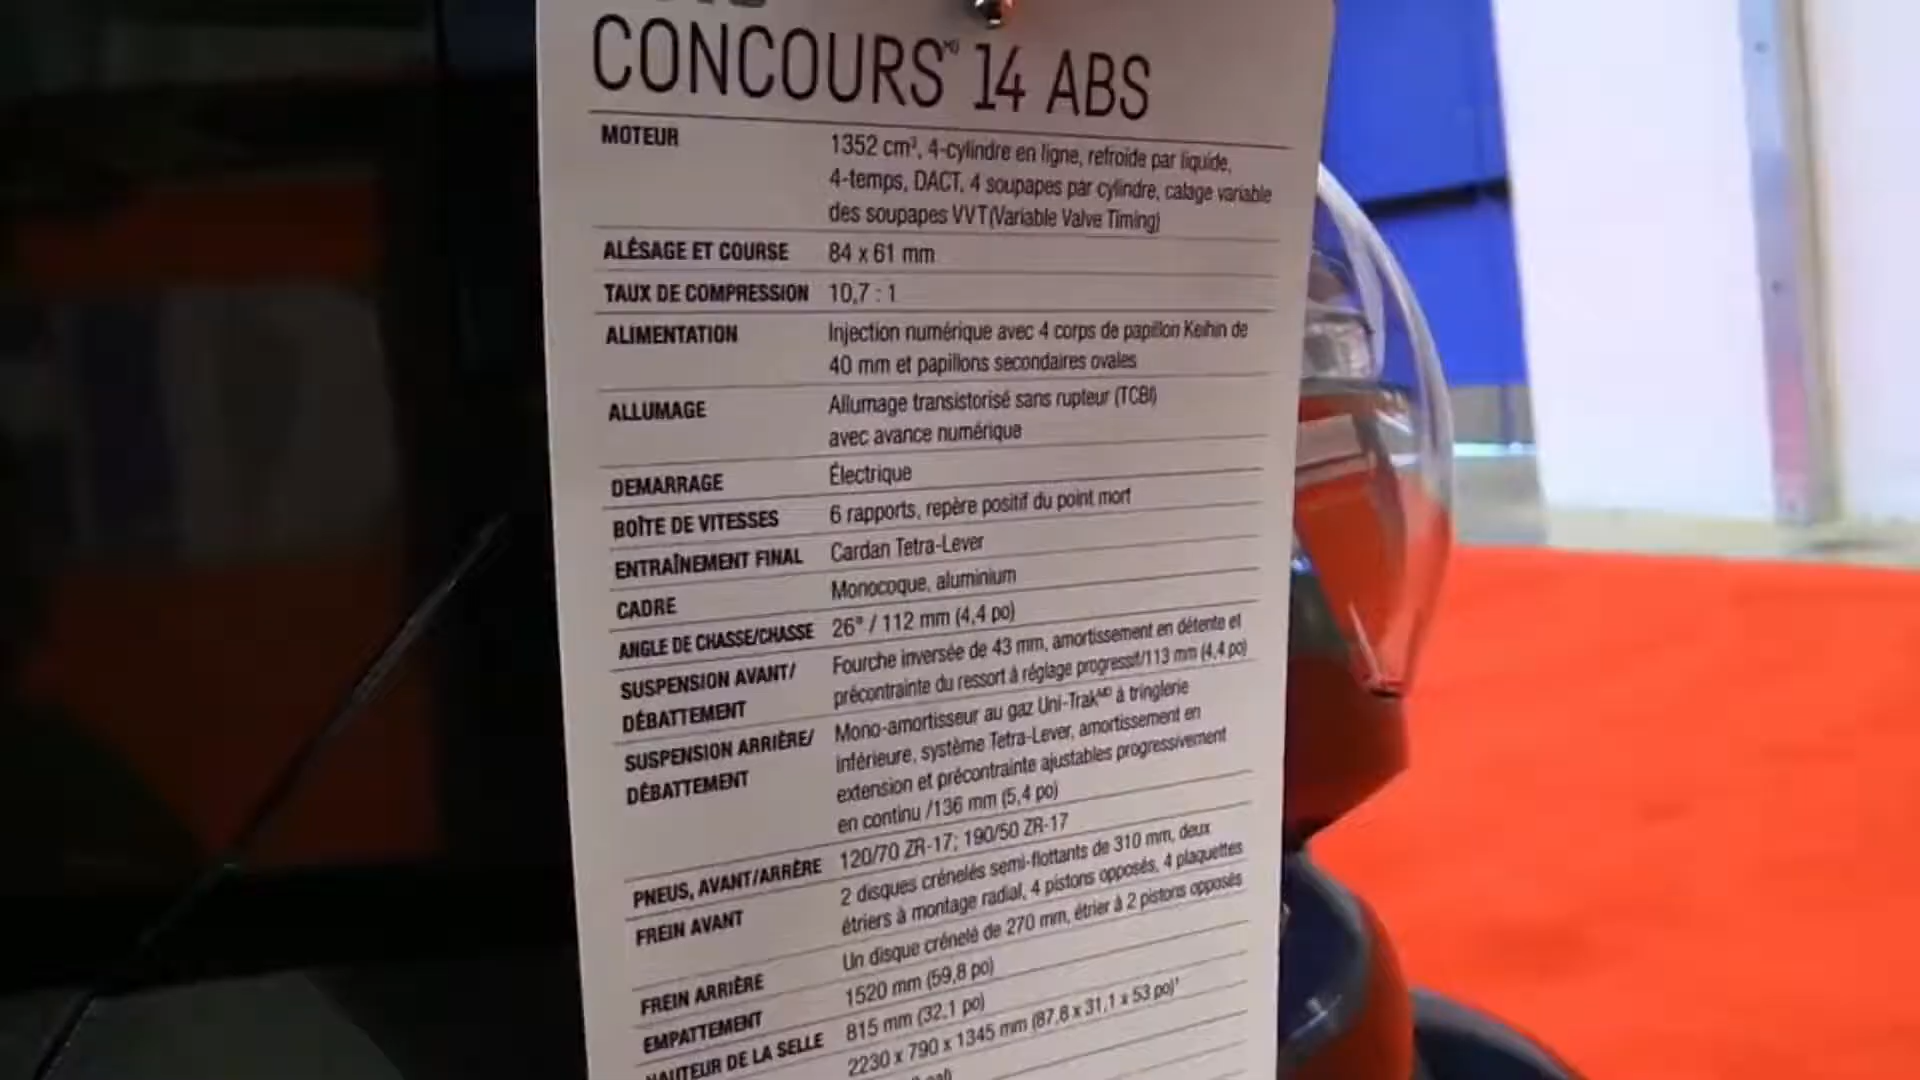 CONCOURS MD 14 ABS
MOTEUR 1352 cm³, 4-cylindre en ligne, refroide par liquide,
4-temps, DACT, 4 soupapes par cylindre, calage variable
des soupapes VVT (Variable Valve Timing)
ALÉSAGE ET COURSE 84 x 61 mm
TAUX DE COMPRESSION 10,7 : 1
ALIMENTATION Injection numérique avec 4 corps de papillon Keihin de
40 mm et papillons secondaires ovales
ALLUMAGE Allumage transistorisé sans rupteur (TCBI)
avec avance numérique
DEMARRAGE Électrique
BOÎTE DE VITESSES 6 rapports, repère positif du point mort
ENTRAÎNEMENT FINAL Cardan Tetra-Lever
CADRE Monocoque, aluminium
ANGLE DE CHASSE/CHASSE 26° / 112 mm (4,4 po)
SUSPENSION AVANT/ Fourche inversée de 43 mm, amortissement en détente et
DÉBATTEMENT précontrainte du ressort à réglage progressif/113 mm (4,4 po)
SUSPENSION ARRIÈRE/ Mono-amortisseur au gaz Uni-Trak MD à tringlerie
DÉBATTEMENT inférieure, système Tetra-Lever, amortissement en
extension et précontrainte ajustables progressivement
en continu /136 mm (5,4 po)
PNEUS, AVANT/ARRIÈRE 120/70 ZR-17; 190/50 ZR-17
FREIN AVANT 2 disques crénelés semi-flottants de 310 mm, deux
étriers à montage radial, 4 pistons opposés, 4 plaquettes
FREIN ARRIÈRE Un disque crénelé de 270 mm, étrier à 2 pistons opposés
EMPATTEMENT 1520 mm (59,8 po)
HAUTEUR DE LA SELLE 815 mm (32,1 po)
2230 x 790 x 1345 mm (87,8 x 31,1 x 53 po)¹